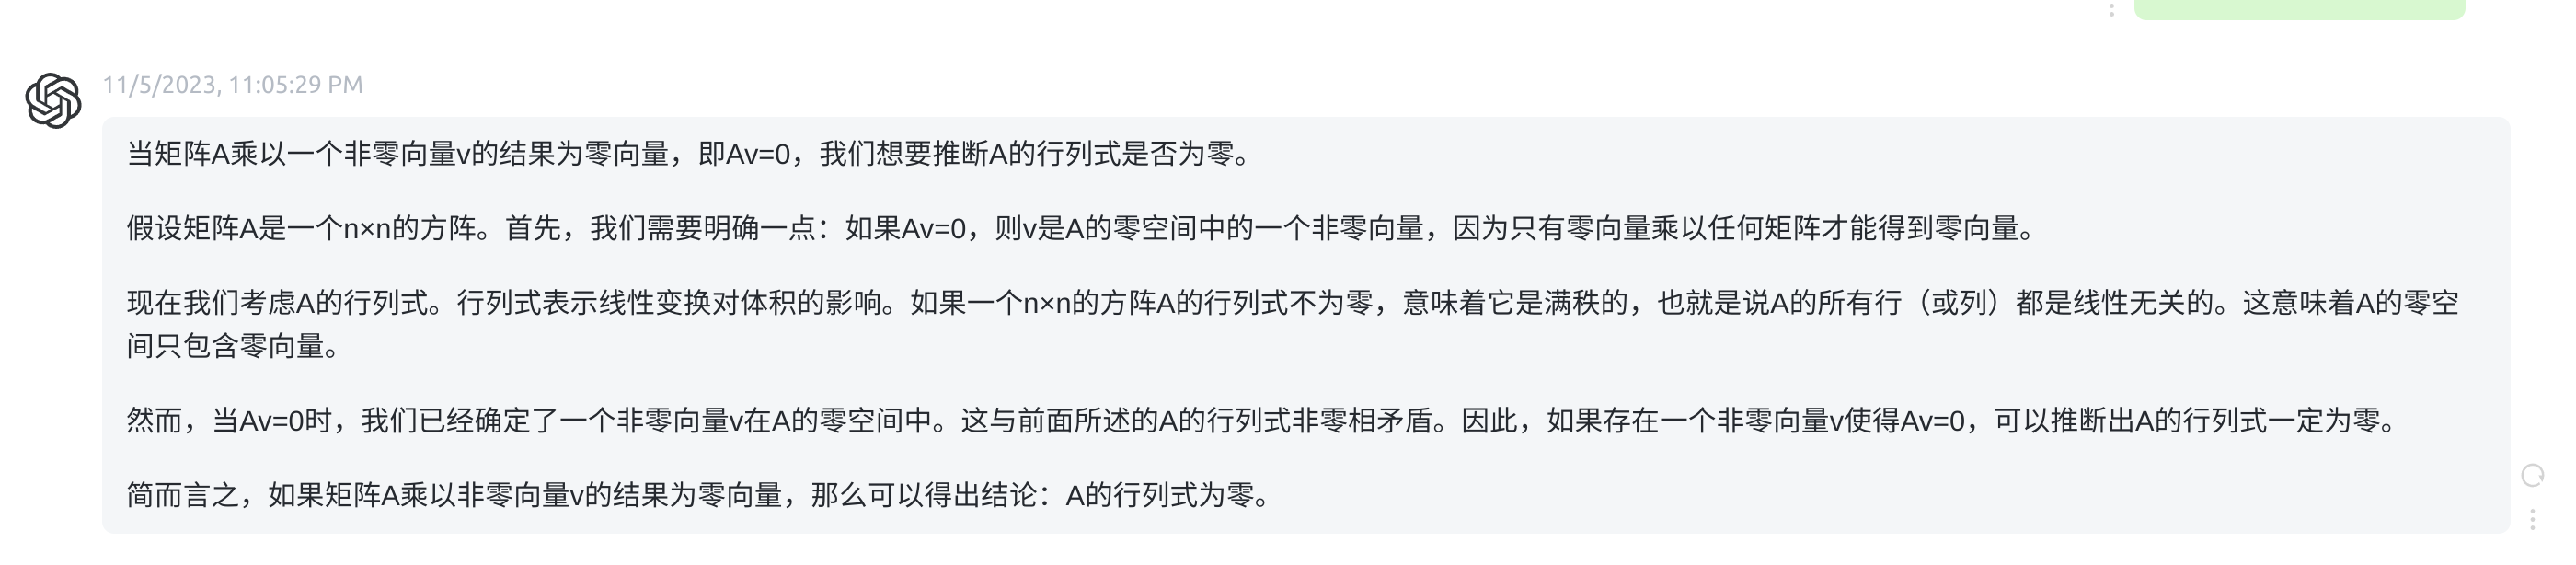 11/5/2023, 11:05:29 PM
当矩阵A乘以一个非零向量v的结果为零向量，即Av=0，我们想要推断A的行列式是否为零。
假设矩阵A是一个n×n的方阵。首先，我们需要明确一点：如果Av=0，则v是A的零空间中的一个非零向量，因为只有零向量乘以任何矩阵才能得到零向量。
现在我们考虑A的行列式。行列式表示线性变换对体积的影响。如果一个n×n的方阵A的行列式不为零，意味着它是满秩的，也就是说A的所有行（或列）都是线性无关的。这意味着A的零空
间只包含零向量。
然而，当Av=0时，我们已经确定了一个非零向量v在A的零空间中。这与前面所述的A的行列式非零相矛盾。因此，如果存在一个非零向量v使得Av=0，可以推断出A的行列式一定为零。
简而言之，如果矩阵A乘以非零向量v的结果为零向量，那么可以得出结论：A的行列式为零。